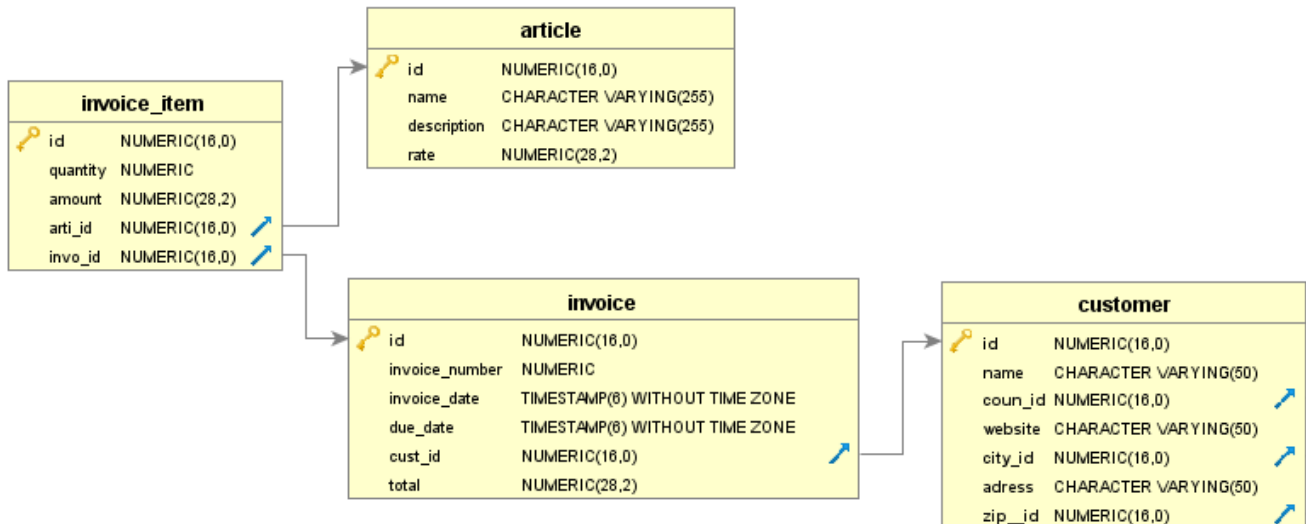 article
id NUMERIC(16,0)
name CHARACTER VARYING(255)
description CHARACTER VARYING(255)
rate NUMERIC(28,2)
invoice_item
id NUMERIC(16,0)
quantity NUMERIC
amount NUMERIC(28,2)
arti_id NUMERIC(16,0)
invo_id NUMERIC(16,0)
invoice
id NUMERIC(16,0)
invoice_number NUMERIC
invoice_date TIMESTAMP(6) WITHOUT TIME ZONE
due_date TIMESTAMP(6) WITHOUT TIME ZONE
cust_id NUMERIC(16,0)
total NUMERIC(28,2)
customer
id NUMERIC(16,0)
name CHARACTER VARYING(50)
coun_id NUMERIC(16,0)
website CHARACTER VARYING(50)
city_id NUMERIC(16,0)
adress CHARACTER VARYING(50)
zip__id NUMERIC(16,0)